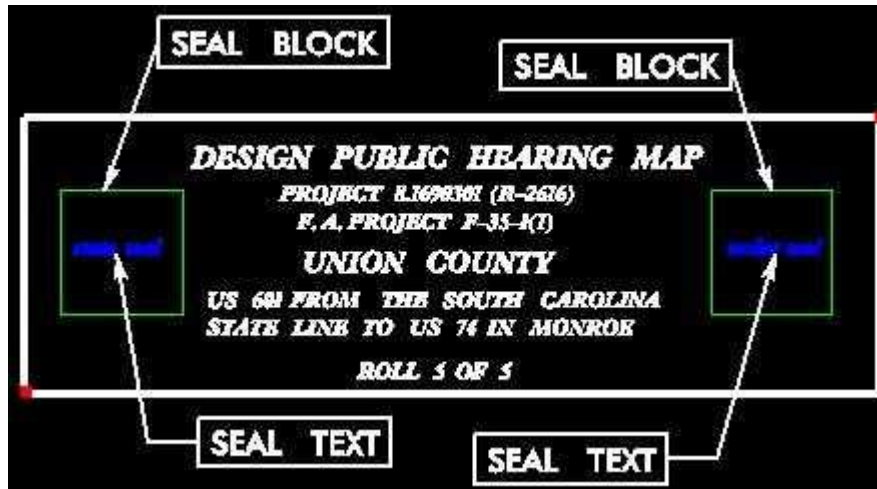 SEAL BLOCK
SEAL BLOCK
DESIGN PUBLIC HEARING MAP
PROJECT 8.1690301 (R-2616)
F. A. PROJECT F-35-1(7)
UNION COUNTY
US 601 FROM THE SOUTH CAROLINA
STATE LINE TO US 74 IN MONROE
ROLL 5 OF 5
SEAL TEXT
SEAL TEXT